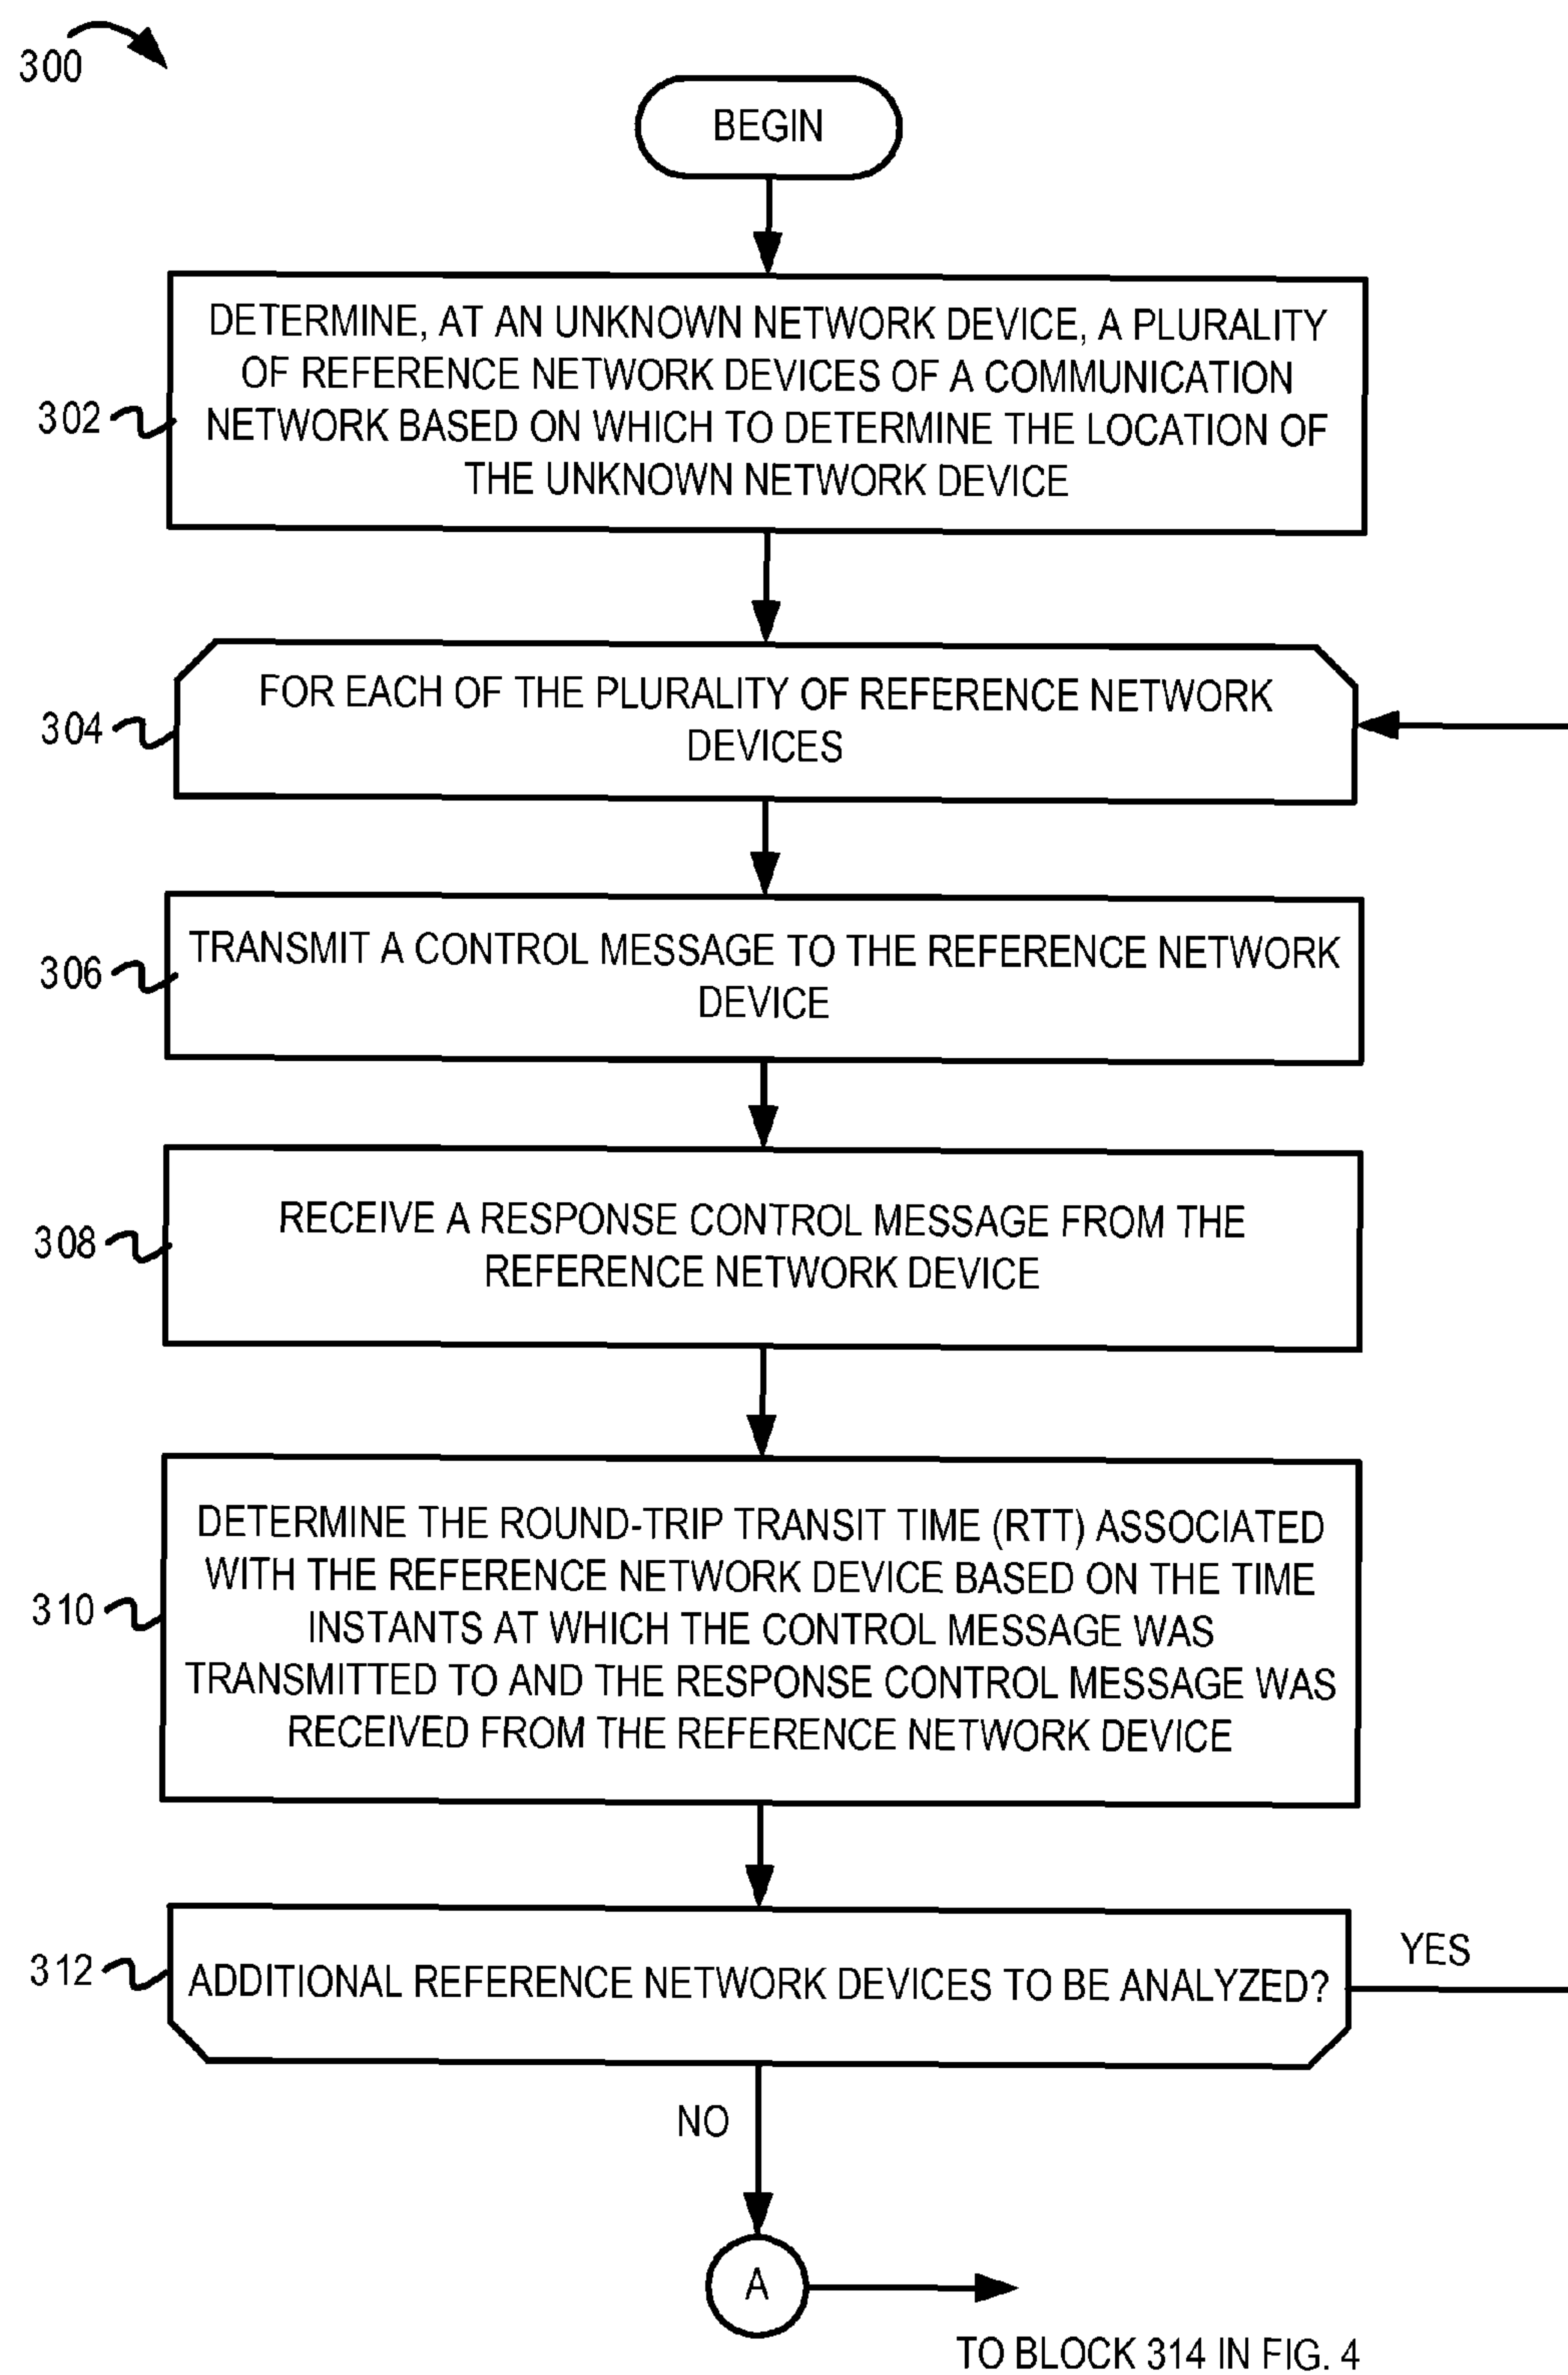 300
BEGIN
302
DETERMINE, AT AN UNKNOWN NETWORK DEVICE, A PLURALITY
OF REFERENCE NETWORK DEVICES OF A COMMUNICATION
NETWORK BASED ON WHICH TO DETERMINE THE LOCATION OF
THE UNKNOWN NETWORK DEVICE
304
FOR EACH OF THE PLURALITY OF REFERENCE NETWORK
DEVICES
306
TRANSMIT A CONTROL MESSAGE TO THE REFERENCE NETWORK
DEVICE
308
RECEIVE A RESPONSE CONTROL MESSAGE FROM THE
REFERENCE NETWORK DEVICE
310
DETERMINE THE ROUND-TRIP TRANSIT TIME (RTT) ASSOCIATED
WITH THE REFERENCE NETWORK DEVICE BASED ON THE TIME
INSTANTS AT WHICH THE CONTROL MESSAGE WAS
TRANSMITTED TO AND THE RESPONSE CONTROL MESSAGE WAS
RECEIVED FROM THE REFERENCE NETWORK DEVICE
312
ADDITIONAL REFERENCE NETWORK DEVICES TO BE ANALYZED?
YES
NO
A
TO BLOCK 314 IN FIG. 4